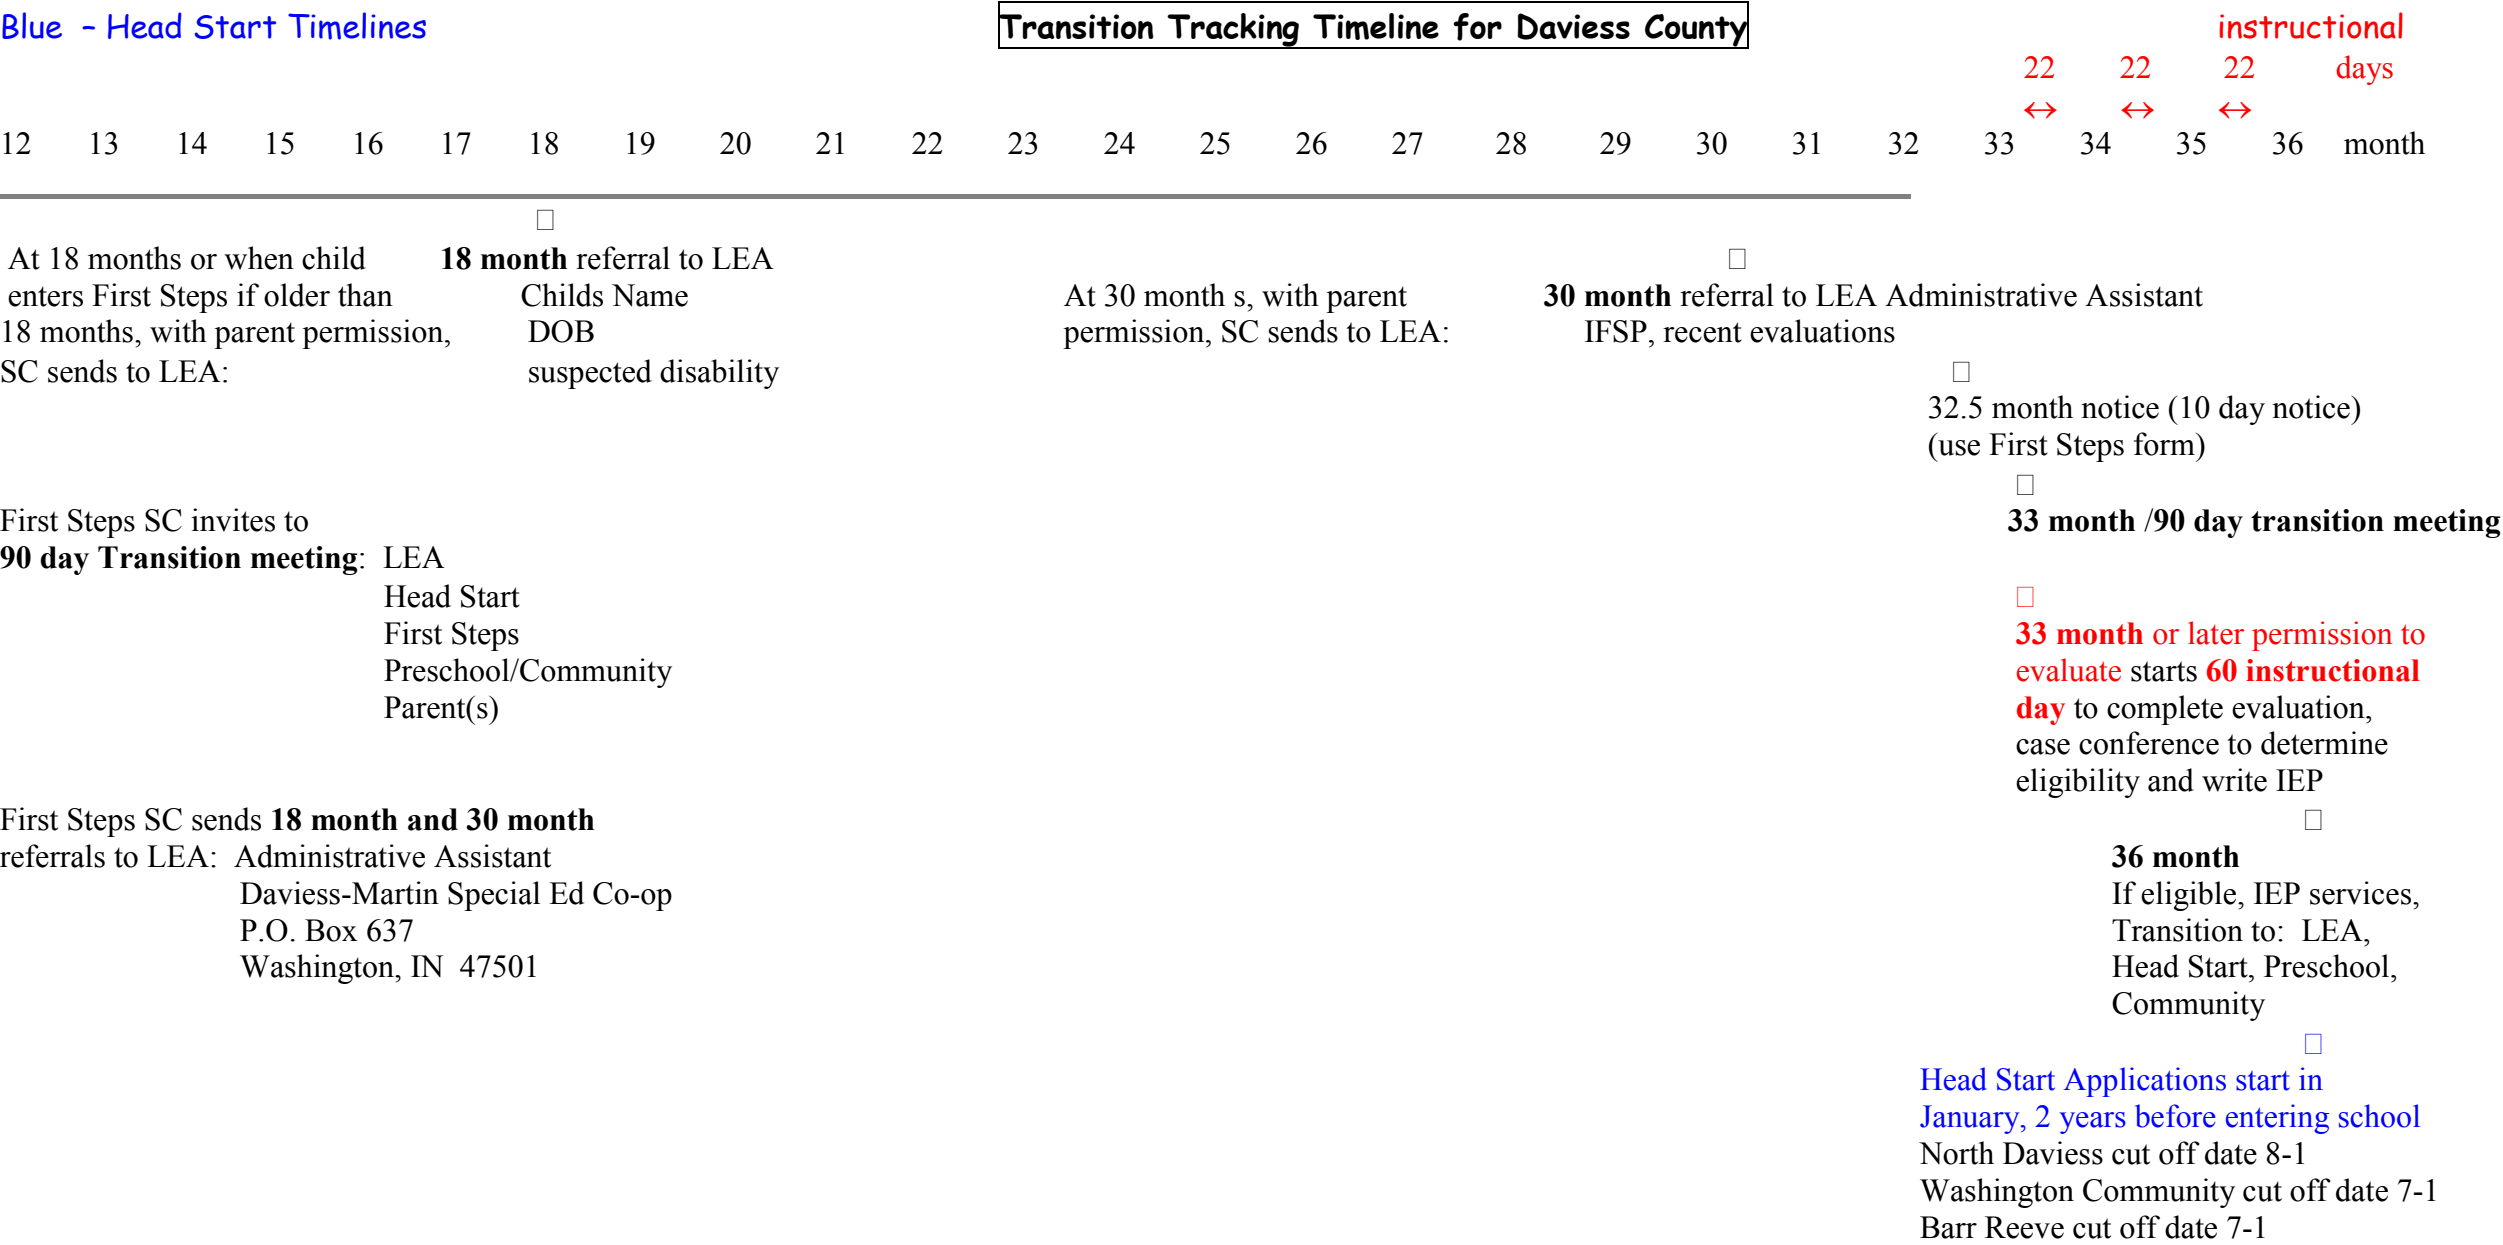 Blue – Head Start Timelines
Transition Tracking Timeline for Daviess County
instructional
22 22 22 days
↔ ↔ ↔
12 13 14 15 16 17 18 19 20 21 22 23 24 25 26 27 28 29 30 31 32 33 34 35 36 month
At 18 months or when child
enters First Steps if older than
18 months, with parent permission,
SC sends to LEA:
18 month referral to LEA
Childs Name
DOB
suspected disability
At 30 month s, with parent
permission, SC sends to LEA:
30 month referral to LEA Administrative Assistant
IFSP, recent evaluations
32.5 month notice (10 day notice)
(use First Steps form)
First Steps SC invites to
90 day Transition meeting: LEA
Head Start
First Steps
Preschool/Community
Parent(s)
33 month /90 day transition meeting
33 month or later permission to
evaluate starts 60 instructional
day to complete evaluation,
case conference to determine
eligibility and write IEP
First Steps SC sends 18 month and 30 month
referrals to LEA: Administrative Assistant
Daviess-Martin Special Ed Co-op
P.O. Box 637
Washington, IN 47501
36 month
If eligible, IEP services,
Transition to: LEA,
Head Start, Preschool,
Community
Head Start Applications start in
January, 2 years before entering school
North Daviess cut off date 8-1
Washington Community cut off date 7-1
Barr Reeve cut off date 7-1